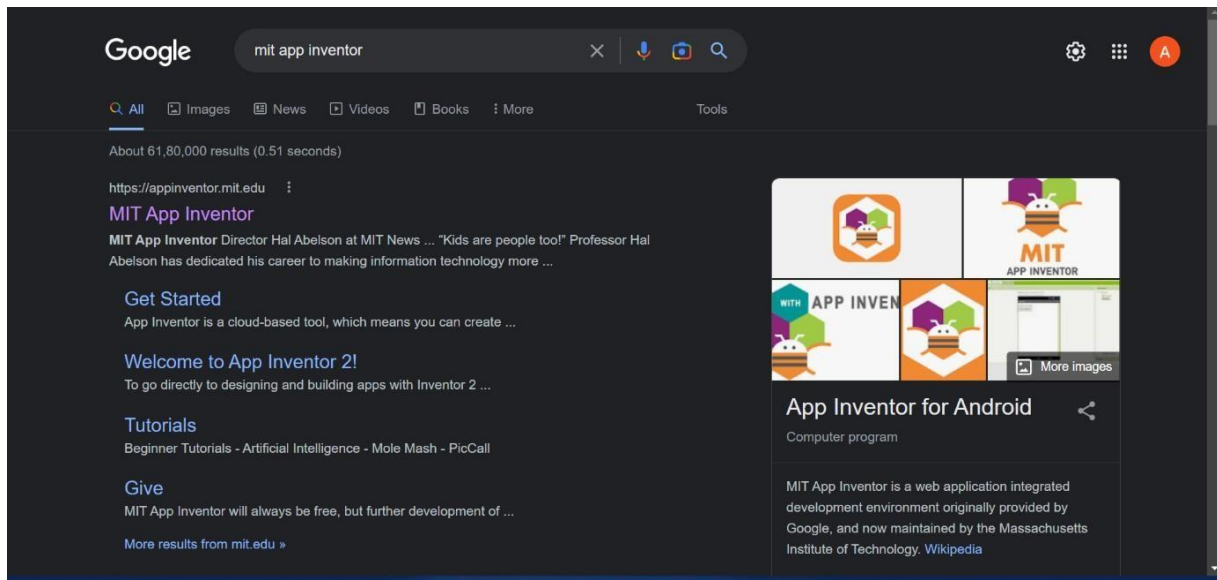 Google
mit app inventor
A
All Images News Videos Books More Tools
About 61,80,000 results (0.51 seconds)
https://appinventor.mit.edu
MIT App Inventor
MIT App Inventor Director Hal Abelson at MIT News ... “Kids are people too!” Professor Hal
Abelson has dedicated his career to making information technology more ...
Get Started
App Inventor is a cloud-based tool, which means you can create ...
Welcome to App Inventor 2!
To go directly to designing and building apps with Inventor 2 ...
Tutorials
Beginner Tutorials - Artificial Intelligence - Mole Mash - PicCall
Give
MIT App Inventor will always be free, but further development of ...
More results from mit.edu »
MIT
APP INVENTOR
WITH APP INVEN
More images
App Inventor for Android
Computer program
MIT App Inventor is a web application integrated
development environment originally provided by
Google, and now maintained by the Massachusetts
Institute of Technology. Wikipedia